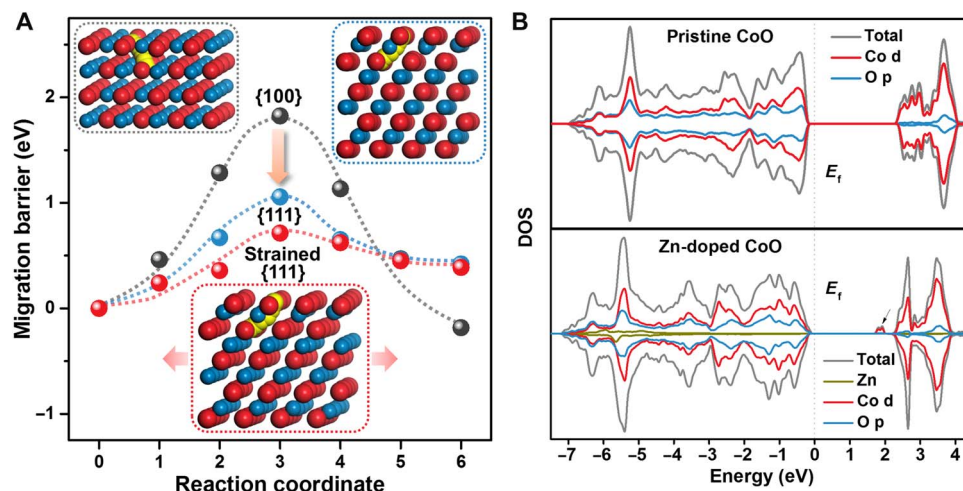 A
Migration barrier (eV)
2
1
0
−1
{100}
{111}
Strained
{111}
0 1 2 3 4 5 6
Reaction coordinate
B
DOS
Pristine CoO
Total
Co d
O p
Ef
Zn-doped CoO
Ef
Total
Zn
Co d
O p
−7 −6 −5 −4 −3 −2 −1 0 1 2 3 4
Energy (eV)